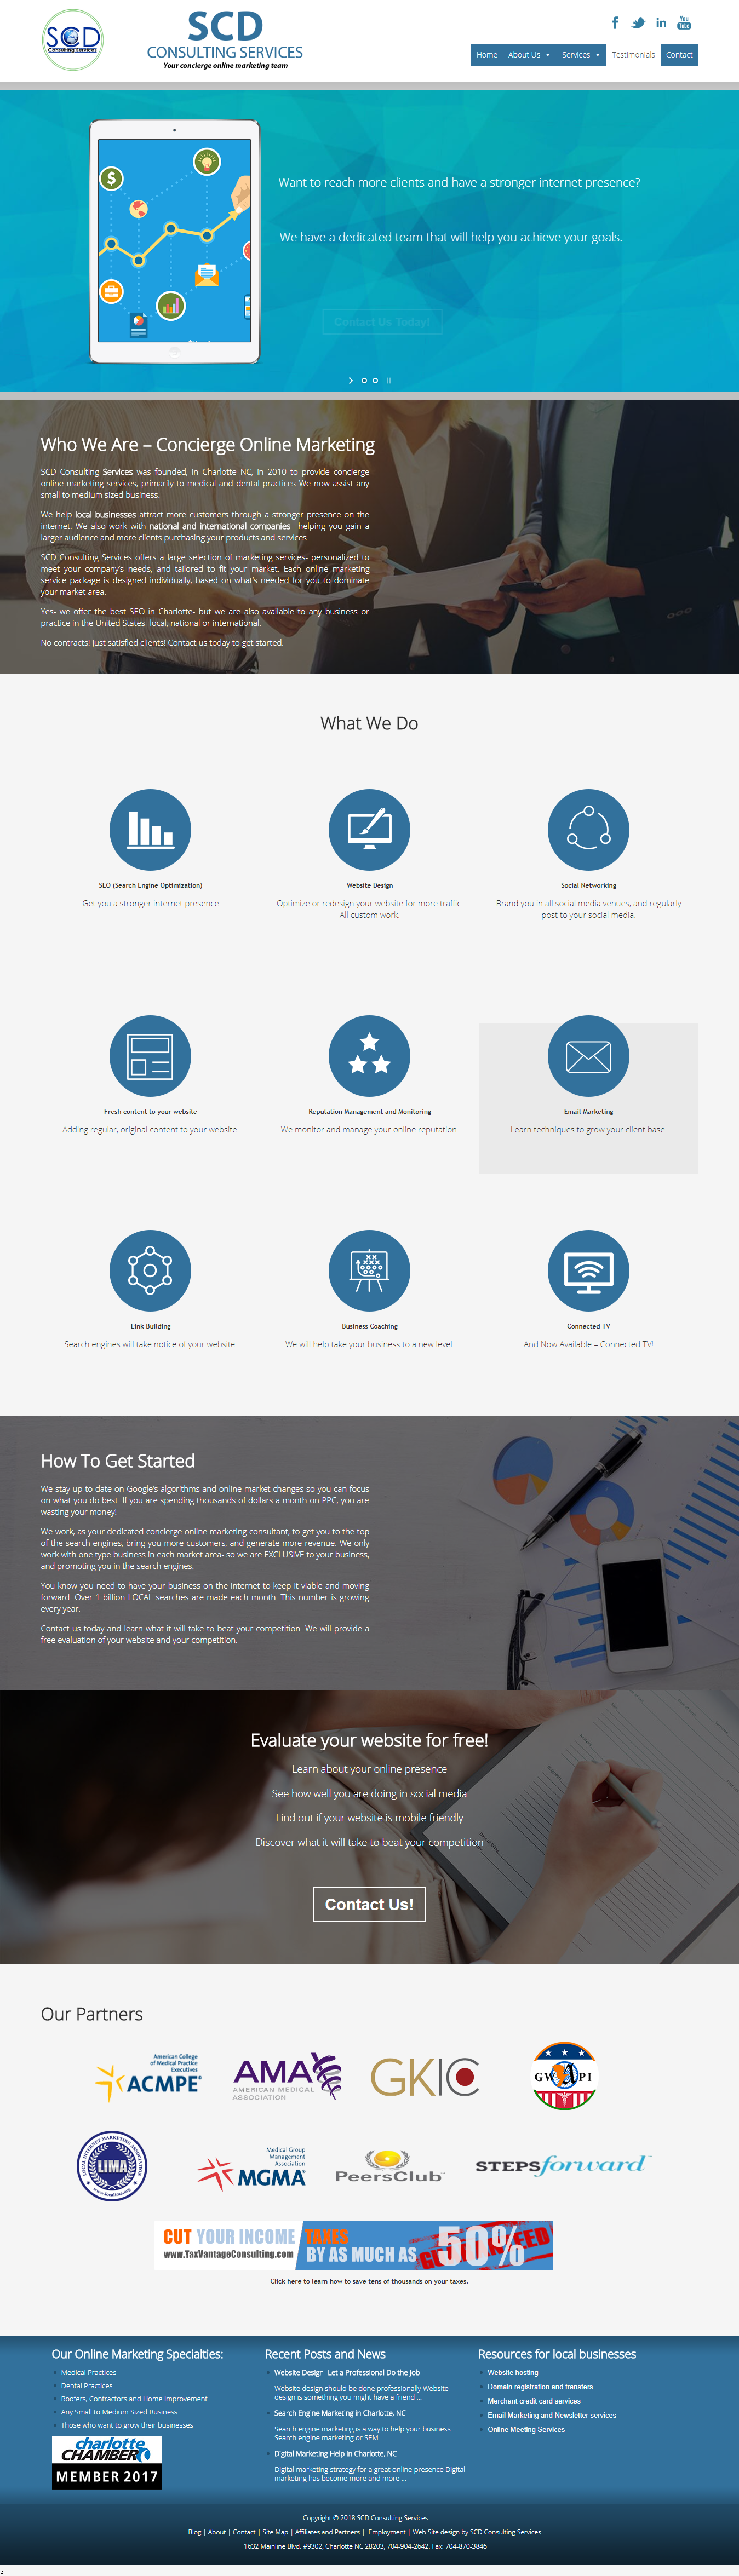 SCD
Consulting Services
SCD
CONSULTING SERVICES
Your concierge online marketing team
You
Tube
Home
About Us
Services
Testimonials
Contact
Want to reach more clients and have a stronger internet presence?
We have a dedicated team that will help you achieve your goals.
Contact Us Today!
Who We Are – Concierge Online Marketing
SCD Consulting Services was founded, in Charlotte NC, in 2010 to provide concierge
online marketing services, primarily to medical and dental practices We now assist any
small to medium sized business.
We help local businesses attract more customers through a stronger presence on the
internet. We also work with national and international companies– helping you gain a
larger audience and more clients purchasing your products and services.
SCD Consulting Services offers a large selection of marketing services- personalized to
meet your company's needs, and tailored to fit your market. Each online marketing
service package is designed individually, based on what's needed for you to dominate
your market area.
Yes- we offer the best SEO in Charlotte- but we are also available to any business or
practice in the United States- local, national or international.
No contracts! Just satisfied clients! Contact us today to get started.
What We Do
SEO (Search Engine Optimization)
Get you a stronger internet presence
Website Design
Optimize or redesign your website for more traffic.
All custom work.
Social Networking
Brand you in all social media venues, and regularly
post to your social media.
Fresh content to your website
Adding regular, original content to your website.
Reputation Management and Monitoring
We monitor and manage your online reputation.
Email Marketing
Learn techniques to grow your client base.
Link Building
Search engines will take notice of your website.
Business Coaching
We will help take your business to a new level.
Connected TV
And Now Available – Connected TV!
How To Get Started
We stay up-to-date on Google's algorithms and online market changes so you can focus
on what you do best. If you are spending thousands of dollars a month on PPC, you are
wasting your money!
We work, as your dedicated concierge online marketing consultant, to get you to the top
of the search engines, bring you more customers, and generate more revenue. We only
work with one type business in each market area- so we are EXCLUSIVE to your business,
and promoting you in the search engines.
You know you need to have your business on the internet to keep it viable and moving
forward. Over 1 billion LOCAL searches are made each month. This number is growing
every year.
Contact us today and learn what it will take to beat your competition. We will provide a
free evaluation of your website and your competition.
Evaluate your website for free!
Learn about your online presence
See how well you are doing in social media
Find out if your website is mobile friendly
Discover what it will take to beat your competition
Contact Us!
Our Partners
American College
of Medical Practice
Executives
ACMPE
AMA
AMERICAN MEDICAL
ASSOCIATION
GKIC
GWAPI
LOCAL INTERNET MARKETING ASSOCIATION
LIMA
Medical Group
Management
Association
MGMA
PeersClub
STEPSforward
CUT YOUR INCOME TAXES
www.TaxVantageConsulting.com
BY AS MUCH AS 50%
Click here to learn how to save tens of thousands on your taxes.
Our Online Marketing Specialties:
Medical Practices
Dental Practices
Roofers, Contractors and Home Improvement
Any Small to Medium Sized Business
Those who want to grow their businesses
charlotte
CHAMBER
MEMBER 2017
Recent Posts and News
Website Design- Let a Professional Do the Job
Website design should be done professionally Website
design is something you might have a friend ...
Search Engine Marketing in Charlotte, NC
Search engine marketing is a way to help your business
Search engine marketing or SEM ...
Digital Marketing Help in Charlotte, NC
Digital marketing strategy for a great online presence Digital
marketing has become more and more ...
Resources for local businesses
Website hosting
Domain registration and transfers
Merchant credit card services
Email Marketing and Newsletter services
Online Meeting Services
Copyright © 2018 SCD Consulting Services
Blog | About | Contact | Site Map | Affiliates and Partners | Employment | Web Site design by SCD Consulting Services.
1632 Mainline Blvd. #9302, Charlotte NC 28203, 704-904-2642. Fax: 704-870-3846